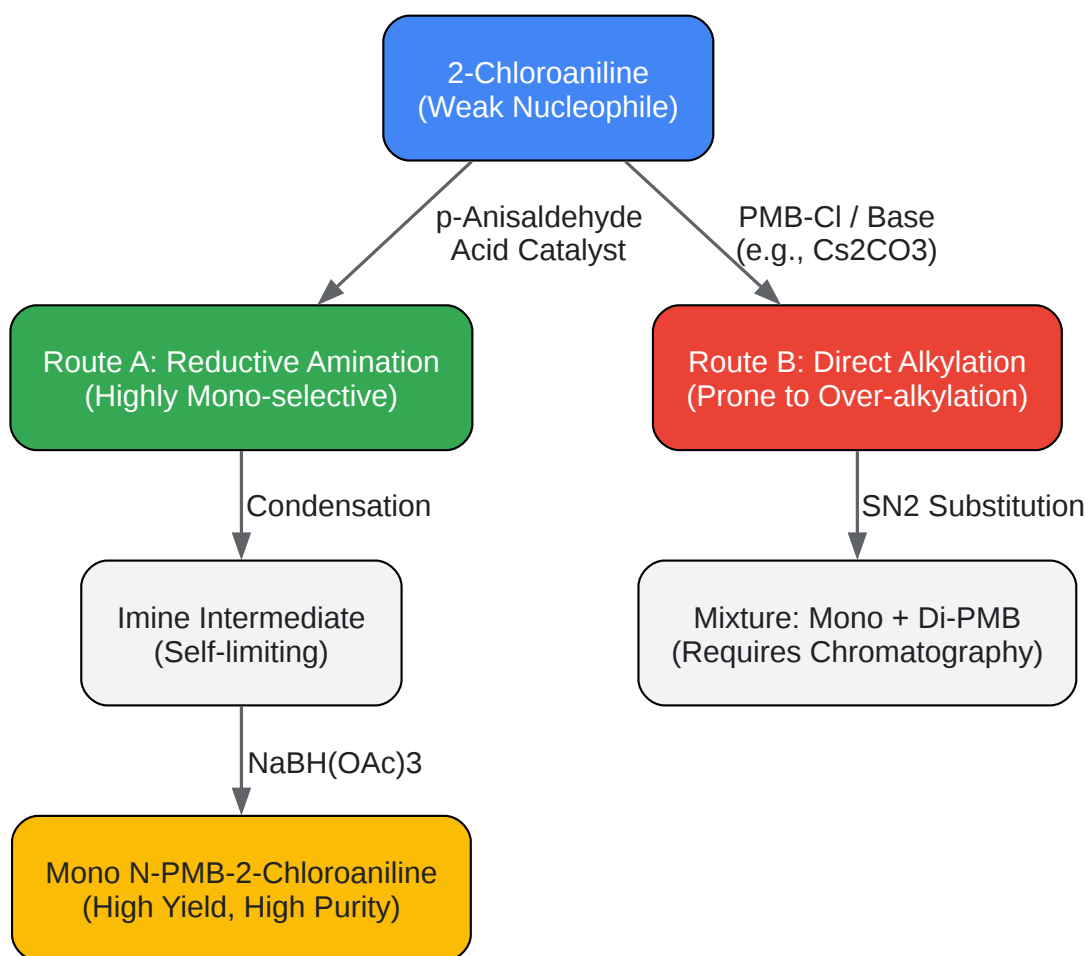 2-Chloroaniline
(Weak Nucleophile)
p-Anisaldehyde
Acid Catalyst
PMB-Cl / Base
(e.g., Cs2CO3)
Route A: Reductive Amination
(Highly Mono-selective)
Route B: Direct Alkylation
(Prone to Over-alkylation)
Condensation
SN2 Substitution
Imine Intermediate
(Self-limiting)
Mixture: Mono + Di-PMB
(Requires Chromatography)
NaBH(OAc)3
Mono N-PMB-2-Chloroaniline
(High Yield, High Purity)